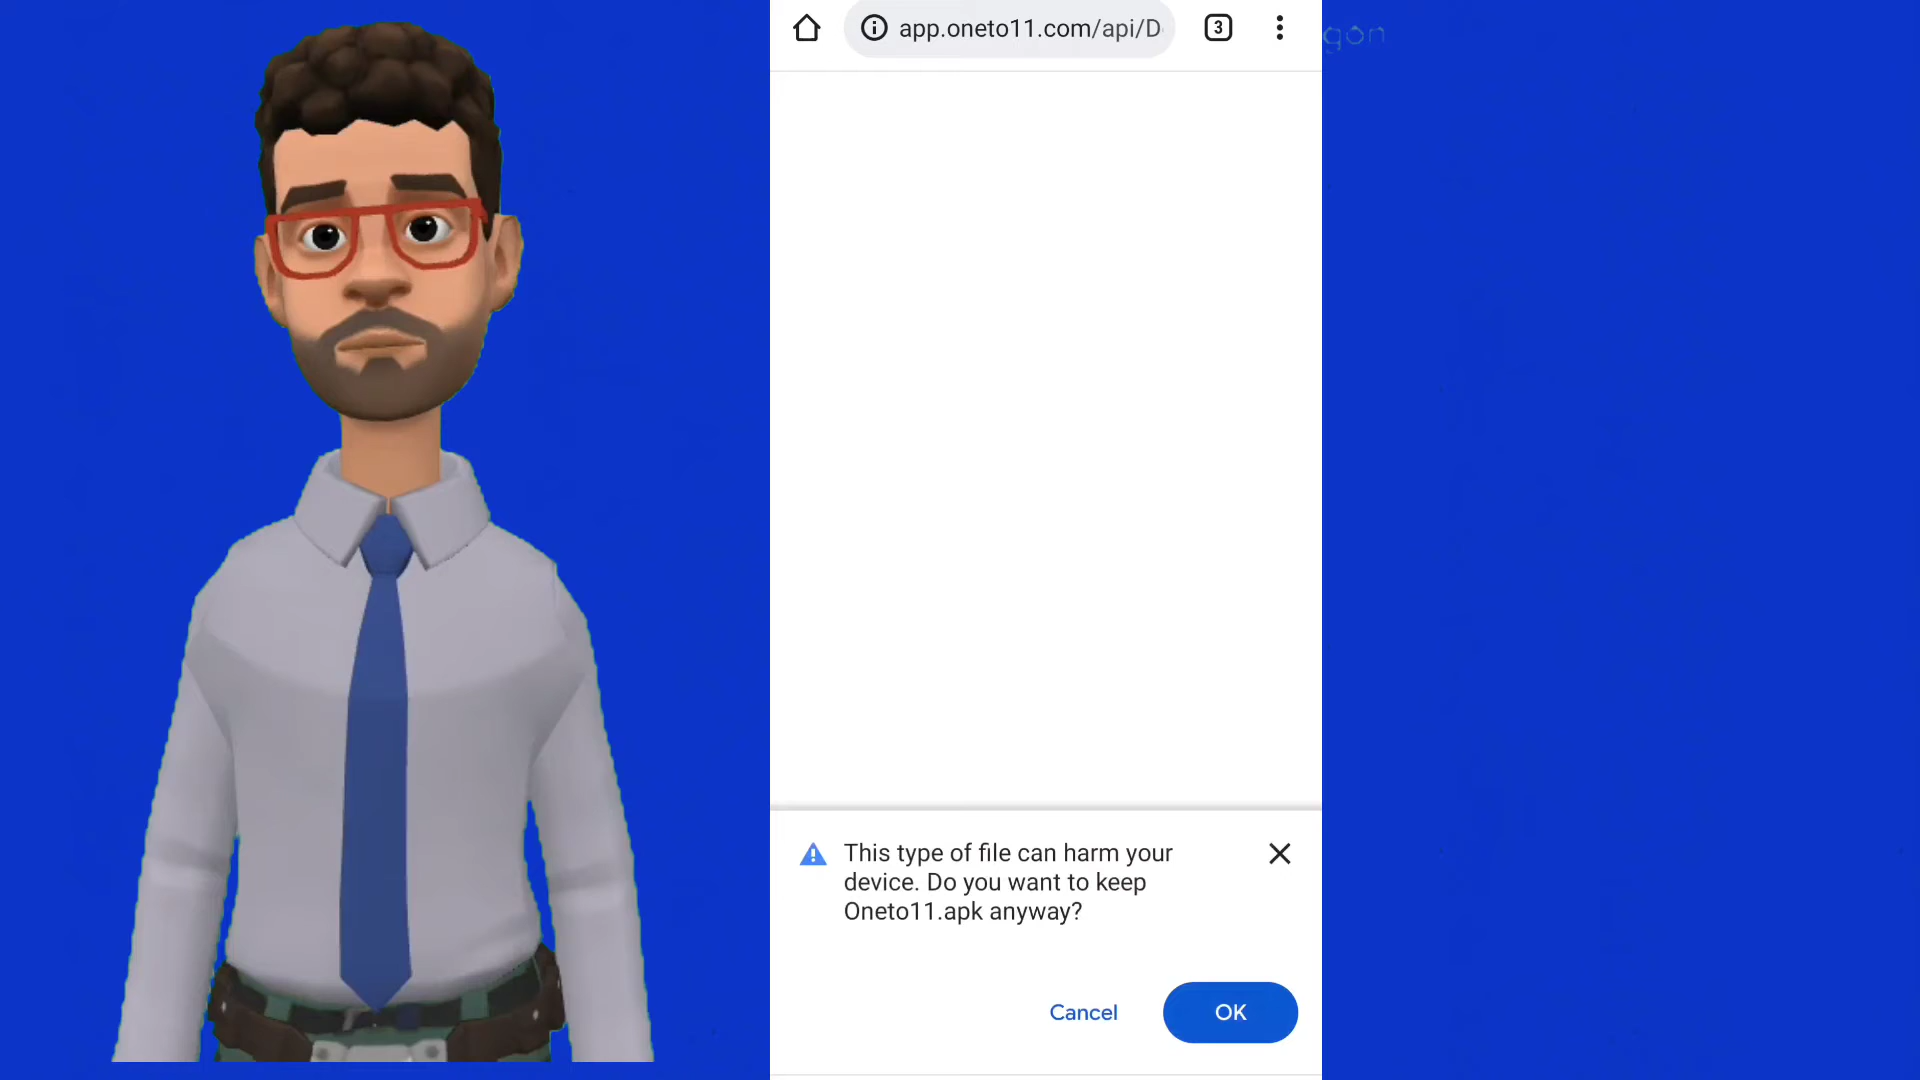 app.oneto11.com/api/D
3
gon
This type of file can harm your
device. Do you want to keep
Oneto11.apk anyway?
Cancel
OK